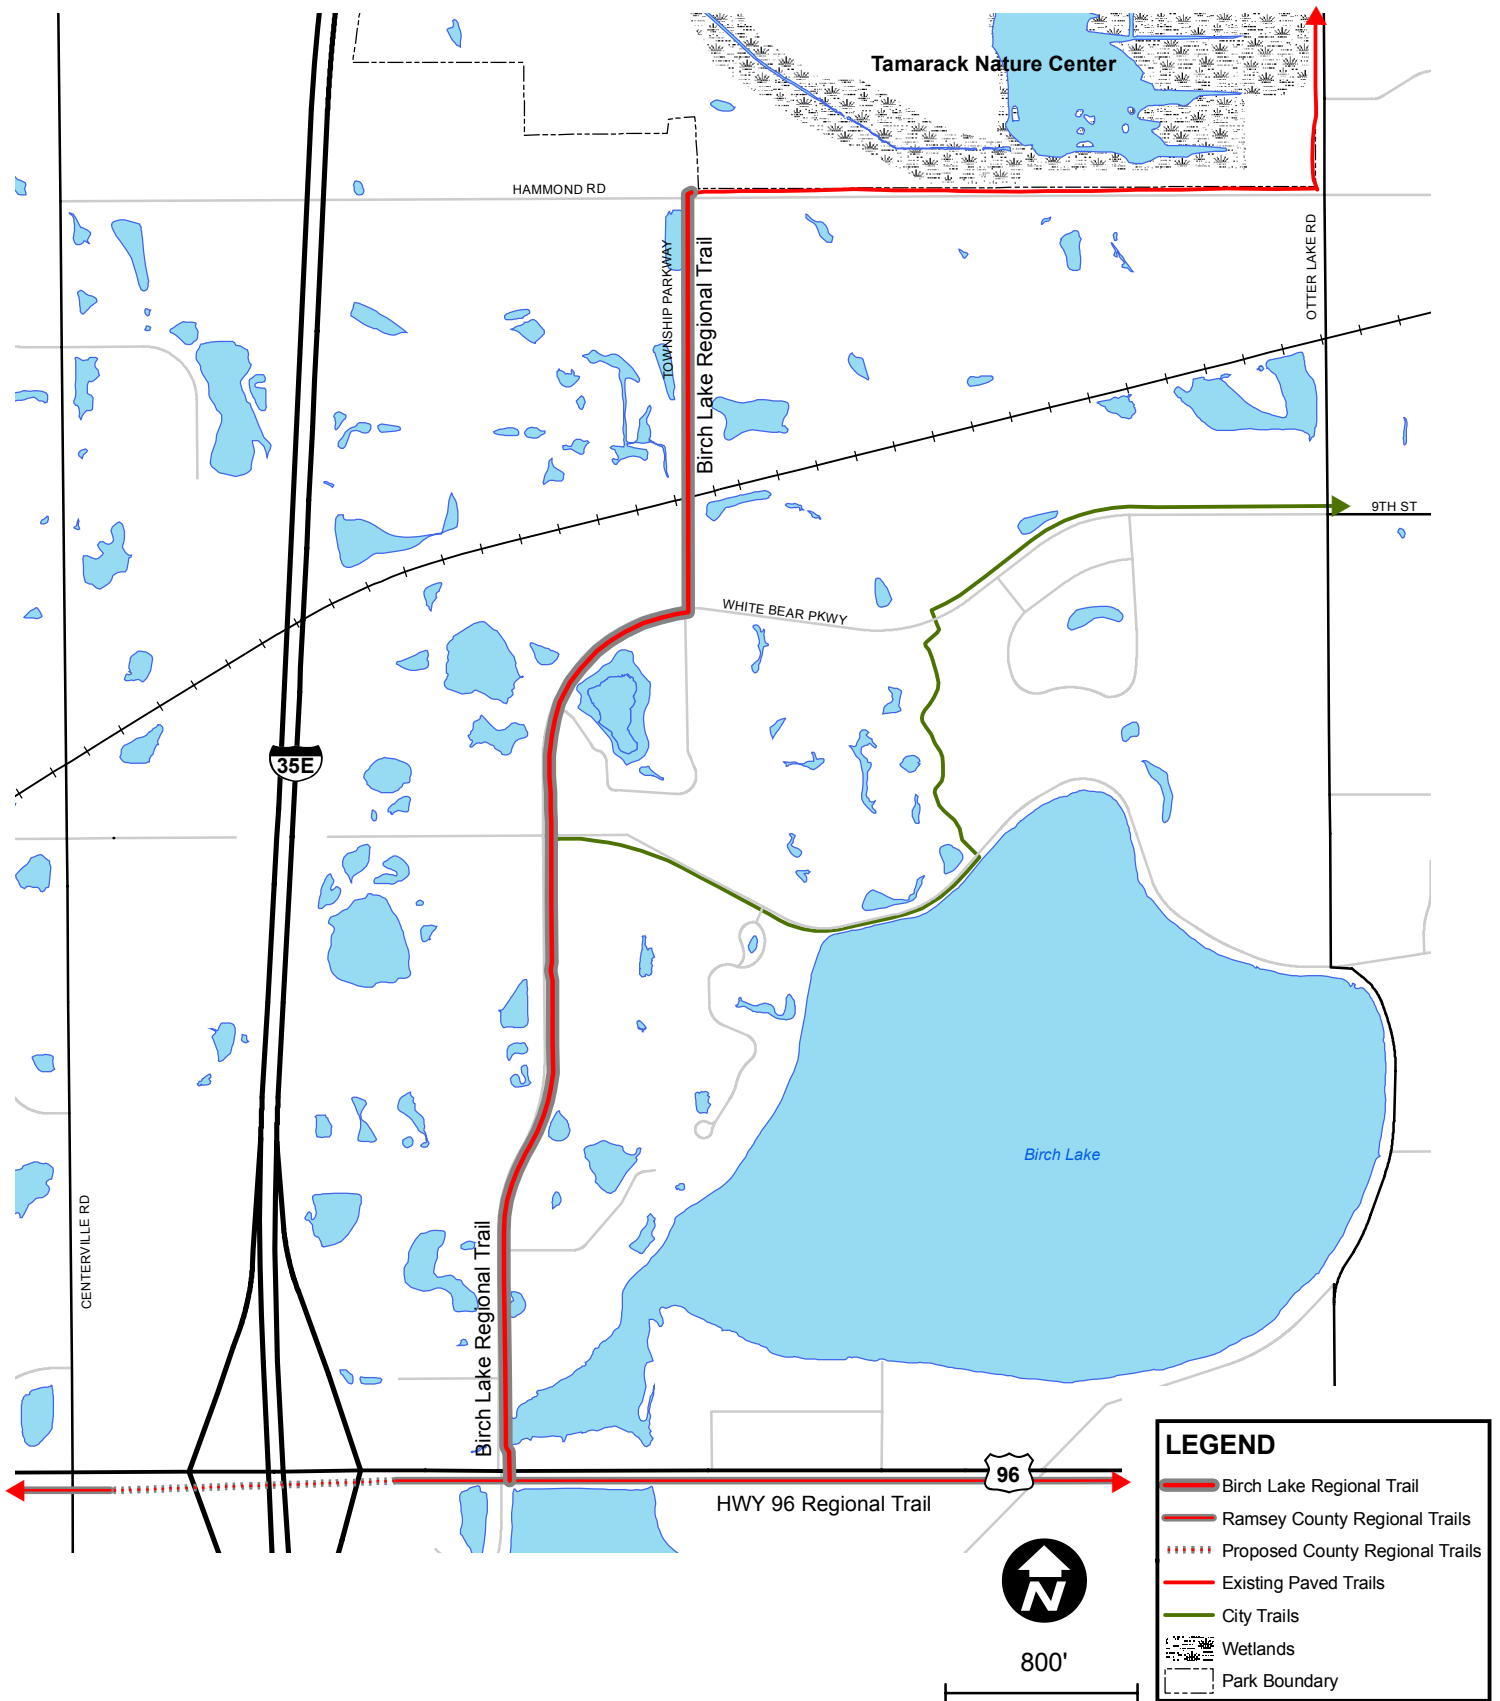 Tamarack Nature Center
HAMMOND RD
TOWNSHIP PARKWAY
Birch Lake Regional Trail
OTTER LAKE RD
9TH ST
WHITE BEAR PKWY
35E
Birch Lake
CENTERVILLE RD
Birch Lake Regional Trail
96
HWY 96 Regional Trail
N
800'
LEGEND
Birch Lake Regional Trail
Ramsey County Regional Trails
Proposed County Regional Trails
Existing Paved Trails
City Trails
Wetlands
Park Boundary